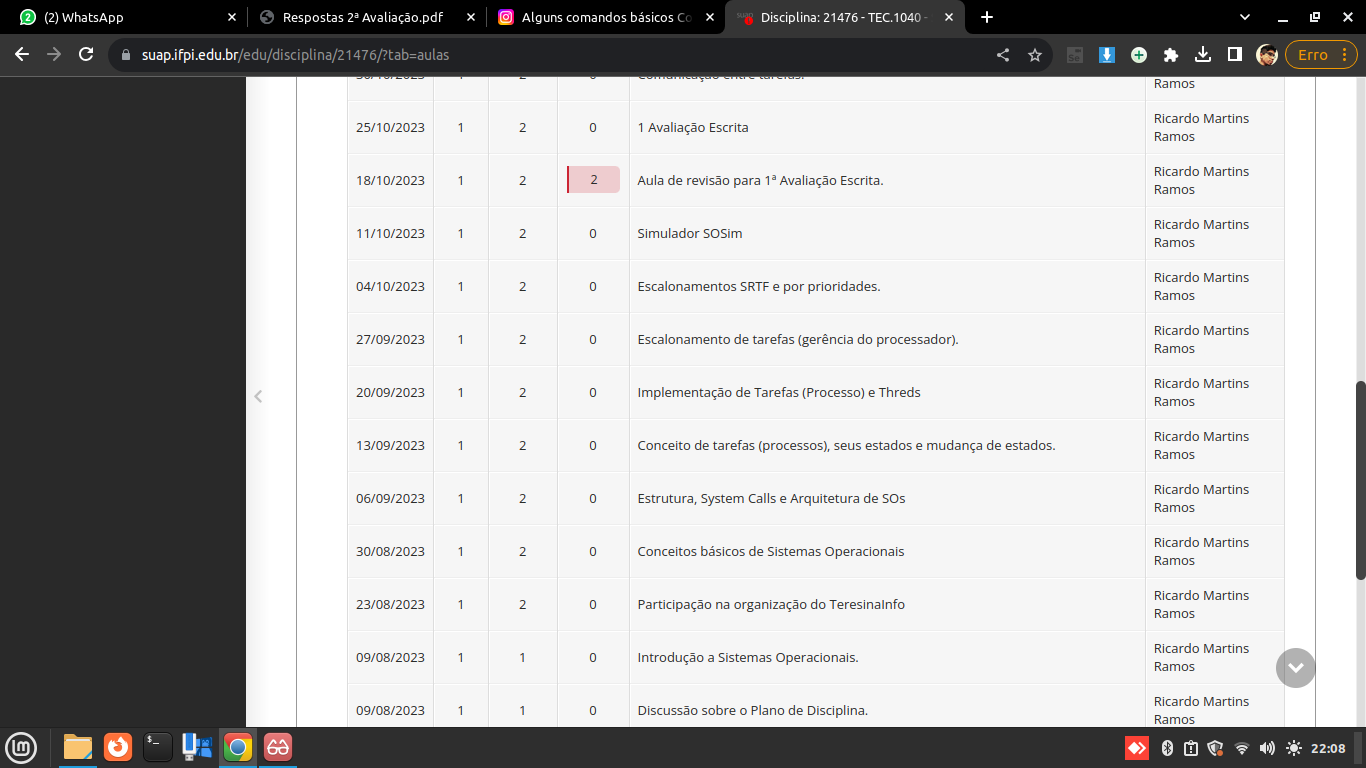 (2) WhatsApp
Respostas 2ª Avaliação.pdf
Alguns comandos básicos Co
Disciplina: 21476 - TEC.1040 -
suap.ifpi.edu.br/edu/disciplina/21476/?tab=aulas
Erro
30/10/2023 1 2 0 Comunicação entre tarefas.
Ramos
25/10/2023 1 2 0 1 Avaliação Escrita Ricardo Martins
Ramos
18/10/2023 1 2 2 Aula de revisão para 1ª Avaliação Escrita. Ricardo Martins
Ramos
11/10/2023 1 2 0 Simulador SOSim Ricardo Martins
Ramos
04/10/2023 1 2 0 Escalonamentos SRTF e por prioridades. Ricardo Martins
Ramos
27/09/2023 1 2 0 Escalonamento de tarefas (gerência do processador). Ricardo Martins
Ramos
20/09/2023 1 2 0 Implementação de Tarefas (Processo) e Threds Ricardo Martins
Ramos
13/09/2023 1 2 0 Conceito de tarefas (processos), seus estados e mudança de estados. Ricardo Martins
Ramos
06/09/2023 1 2 0 Estrutura, System Calls e Arquitetura de SOs Ricardo Martins
Ramos
30/08/2023 1 2 0 Conceitos básicos de Sistemas Operacionais Ricardo Martins
Ramos
23/08/2023 1 2 0 Participação na organização do TeresinaInfo Ricardo Martins
Ramos
09/08/2023 1 1 0 Introdução a Sistemas Operacionais. Ricardo Martins
Ramos
09/08/2023 1 1 0 Discussão sobre o Plano de Disciplina. Ricardo Martins
Ramos
22:08